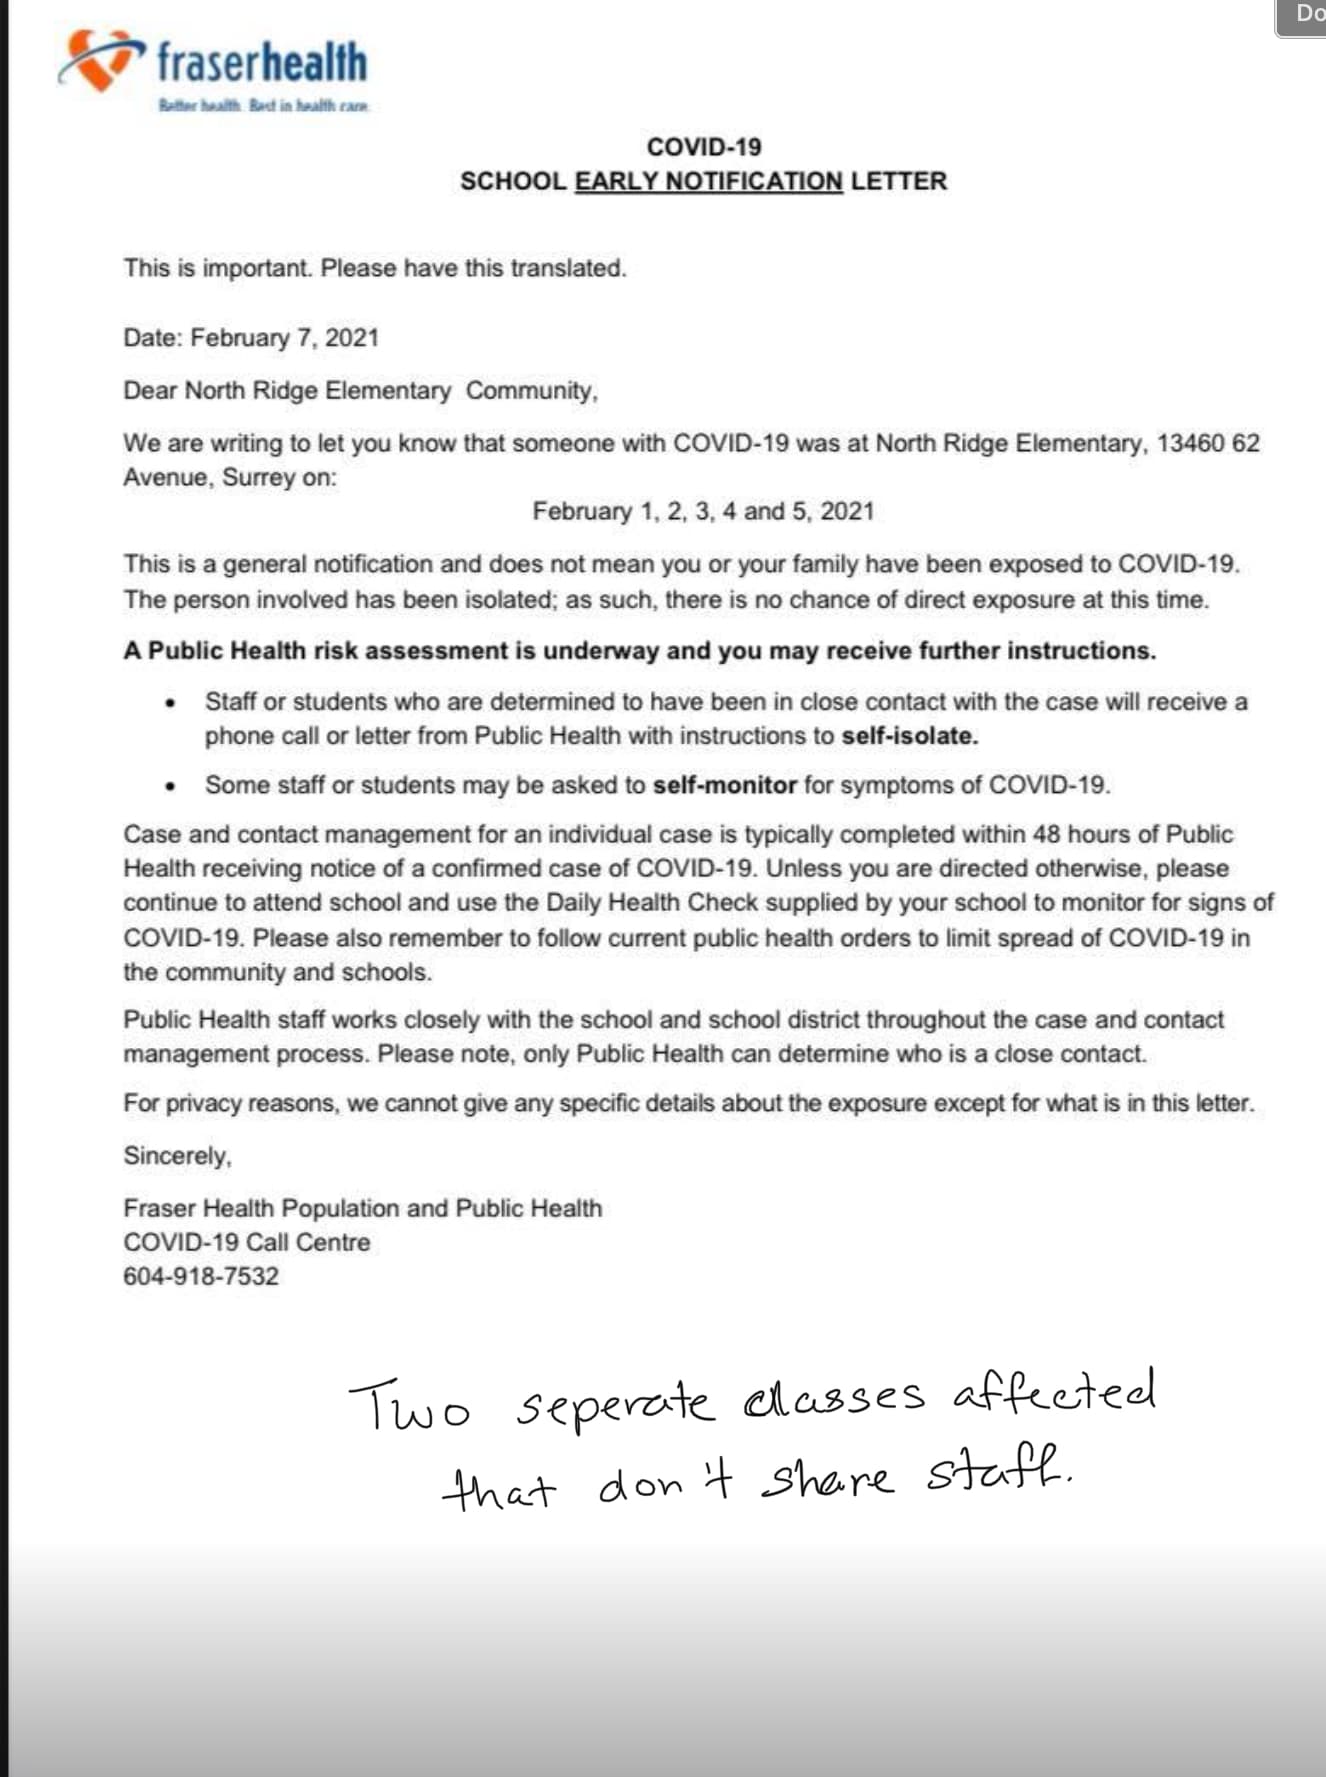 Do
fraserhealth
Better health. Best in health care.
COVID-19
SCHOOL EARLY NOTIFICATION LETTER
This is important. Please have this translated.
Date: February 7, 2021
Dear North Ridge Elementary  Community,
We are writing to let you know that someone with COVID-19 was at North Ridge Elementary, 13460 62
Avenue, Surrey on:
February 1, 2, 3, 4 and 5, 2021
This is a general notification and does not mean you or your family have been exposed to COVID-19.
The person involved has been isolated; as such, there is no chance of direct exposure at this time.
A Public Health risk assessment is underway and you may receive further instructions.
• Staff or students who are determined to have been in close contact with the case will receive a
phone call or letter from Public Health with instructions to self-isolate.
• Some staff or students may be asked to self-monitor for symptoms of COVID-19.
Case and contact management for an individual case is typically completed within 48 hours of Public
Health receiving notice of a confirmed case of COVID-19. Unless you are directed otherwise, please
continue to attend school and use the Daily Health Check supplied by your school to monitor for signs of
COVID-19. Please also remember to follow current public health orders to limit spread of COVID-19 in
the community and schools.
Public Health staff works closely with the school and school district throughout the case and contact
management process. Please note, only Public Health can determine who is a close contact.
For privacy reasons, we cannot give any specific details about the exposure except for what is in this letter.
Sincerely,
Fraser Health Population and Public Health
COVID-19 Call Centre
604-918-7532
Two seperate classes affected
that don't share staff.